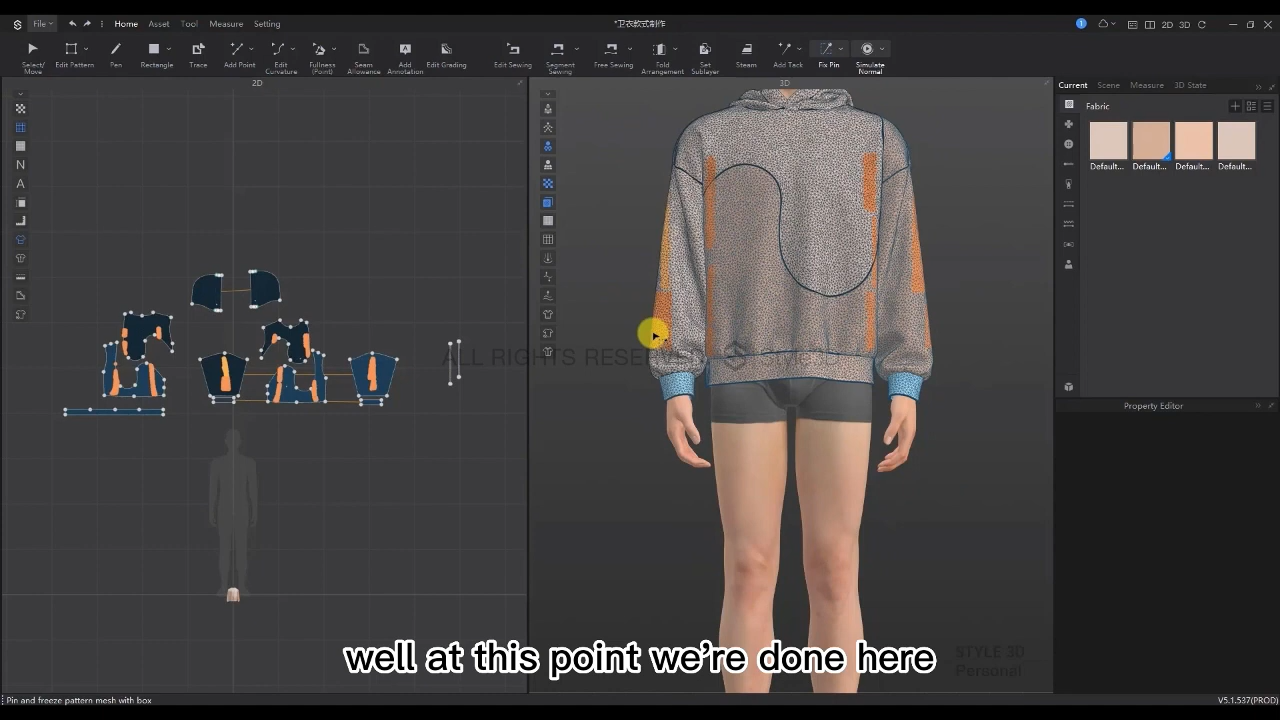 File
Home
Asset
Tool
Measure
Setting
*卫衣款式制作
1
2D
3D
Select/
Move
Edit Pattern
Pen
Rectangle
Trace
Add Point
Edit
Curvature
Fullness
(Point)
Seam
Allowance
Add
Annotation
Edit Grading
Edit Sewing
Segment
Sewing
Free Sewing
Fold
Arrangement
Set
Sublayer
Steam
Add Tack
Fix Pin
Simulate
Normal
2D
3D
Current
Scene
Measure
3D State
Fabric
Default...
Default...
Default...
Default...
Property Editor
ALL RIGHTS RESERVE
STYLE 3D
Personal
well at this point we're done here
Pin and freeze pattern mesh with box
V5.1.537(PROD)